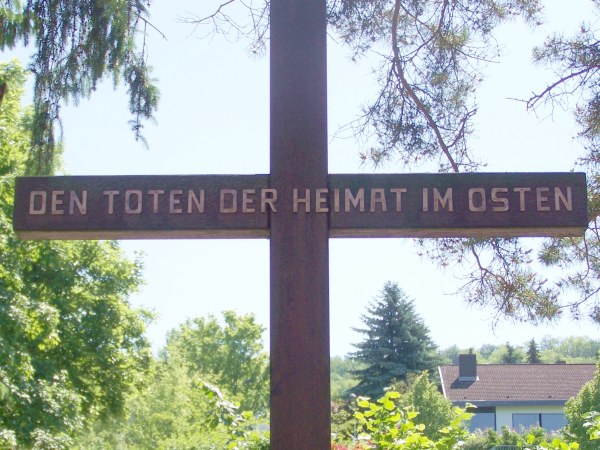 DEN TOTEN DER HEIMAT IM OSTEN